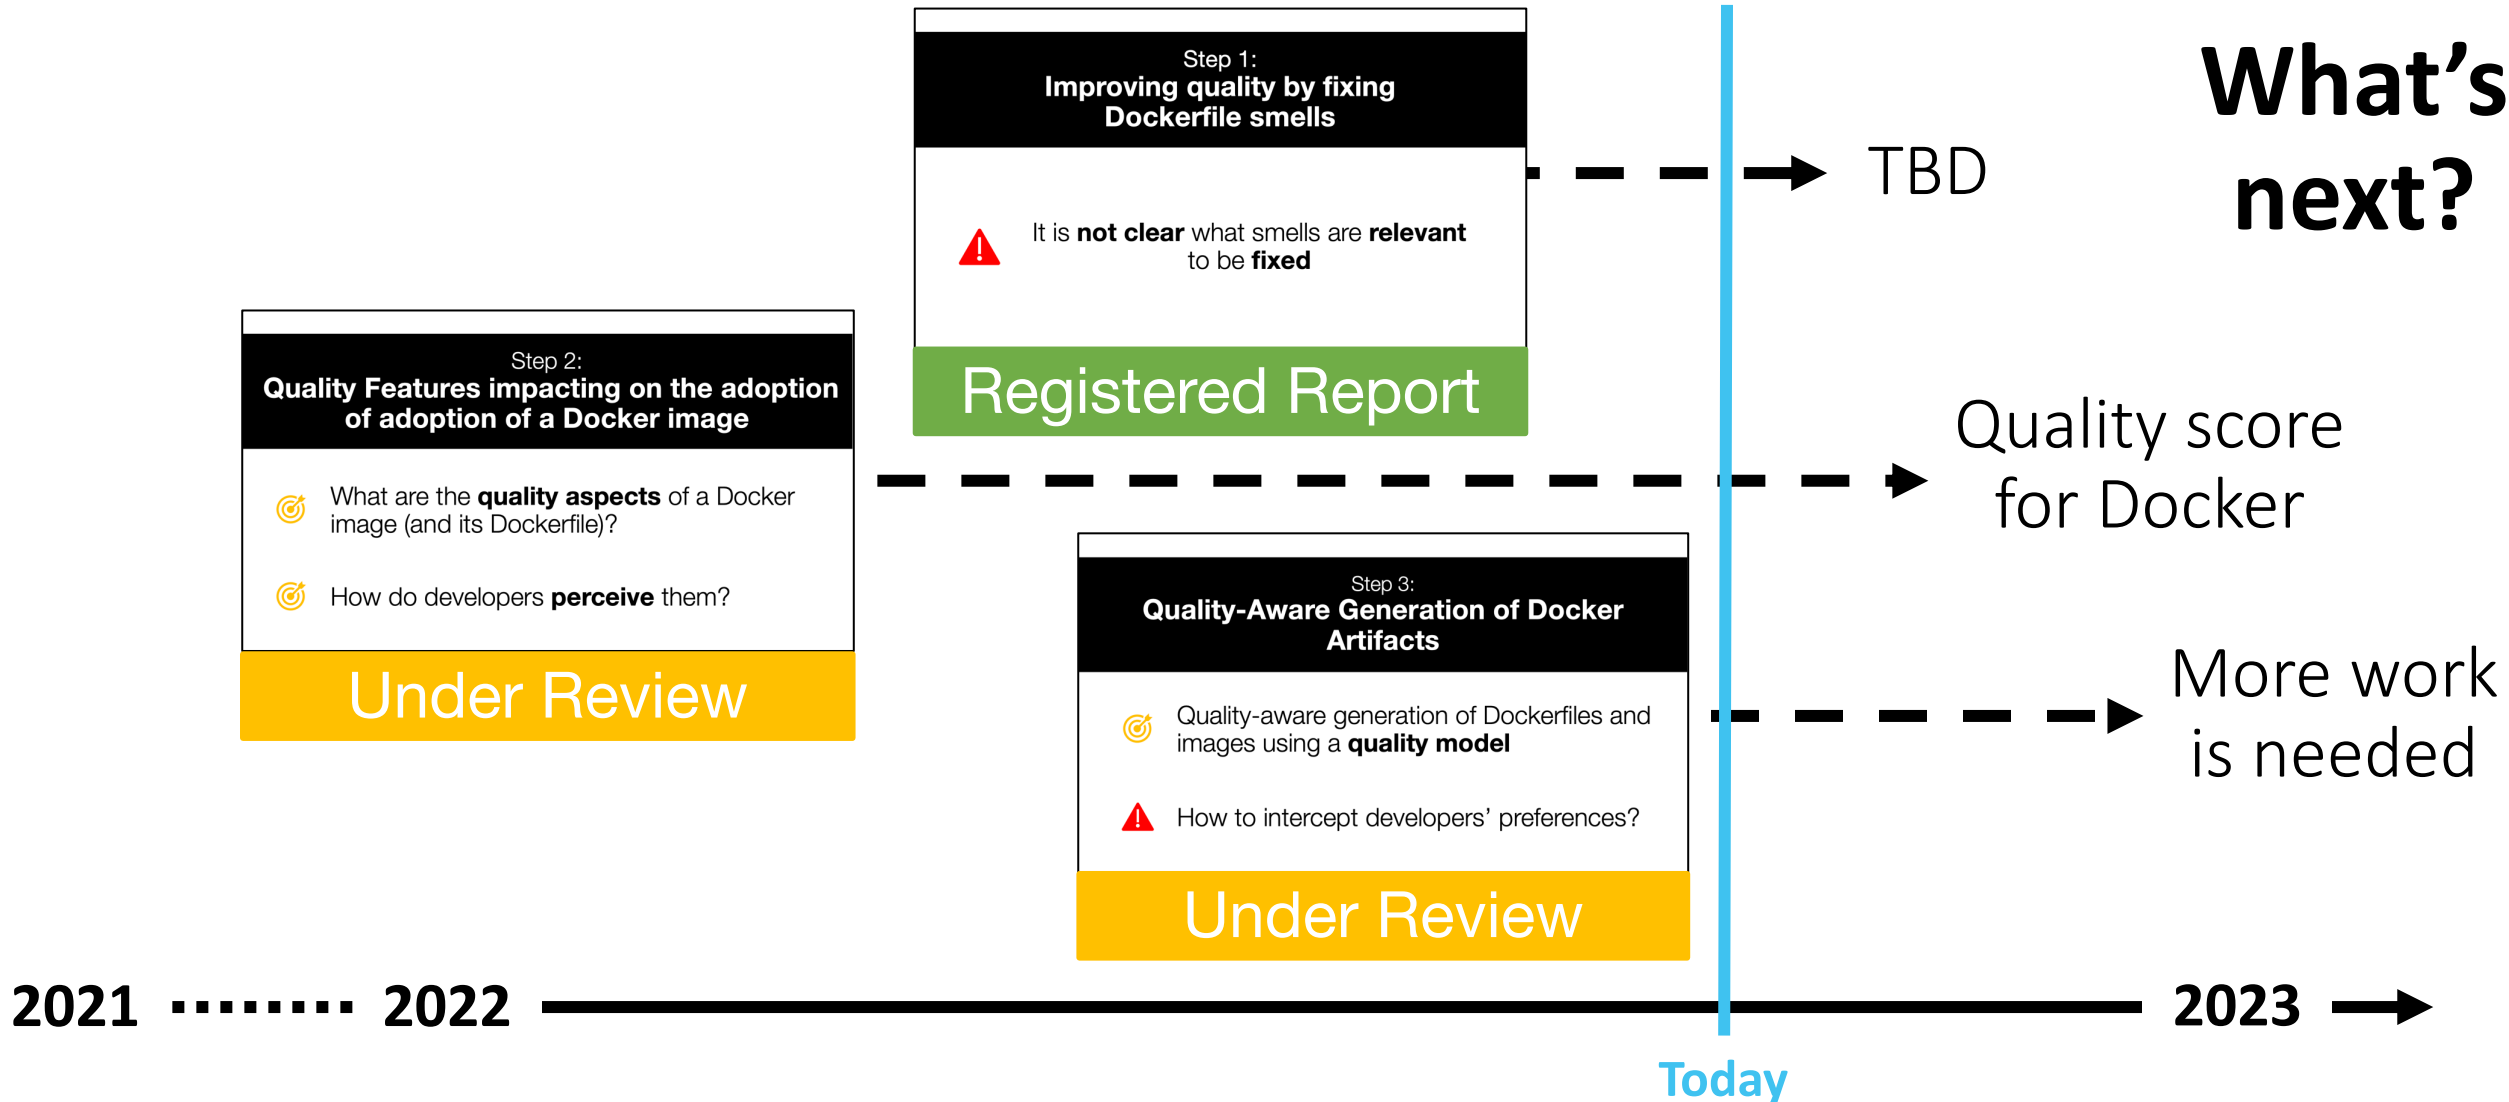 What's
next?
Step 1:
Improving quality by fixing
Dockerfile smells
It is not clear what smells are relevant
to be fixed
Registered Report
TBD
Step 2:
Quality Features impacting on the adoption
of adoption of a Docker image
What are the quality aspects of a Docker
image (and its Dockerfile)?
How do developers perceive them?
Under Review
Quality score
for Docker
Step 3:
Quality-Aware Generation of Docker
Artifacts
Quality-aware generation of Dockerfiles and
images using a quality model
How to intercept developers' preferences?
Under Review
More work
is needed
2021
2022
2023
Today